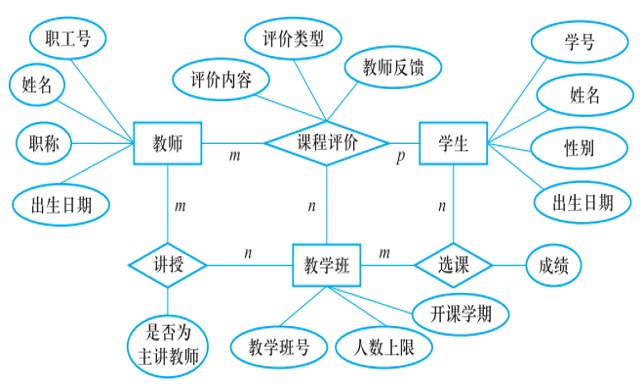 职工号
评价类型
学号
姓名
评价内容
教师反馈
姓名
职称
教师
m
课程评价
p
学生
性别
出生日期
出生日期
m
n
n
讲授
n
教学班
m
选课
成绩
是否为
主讲教师
教学班号
人数上限
开课学期